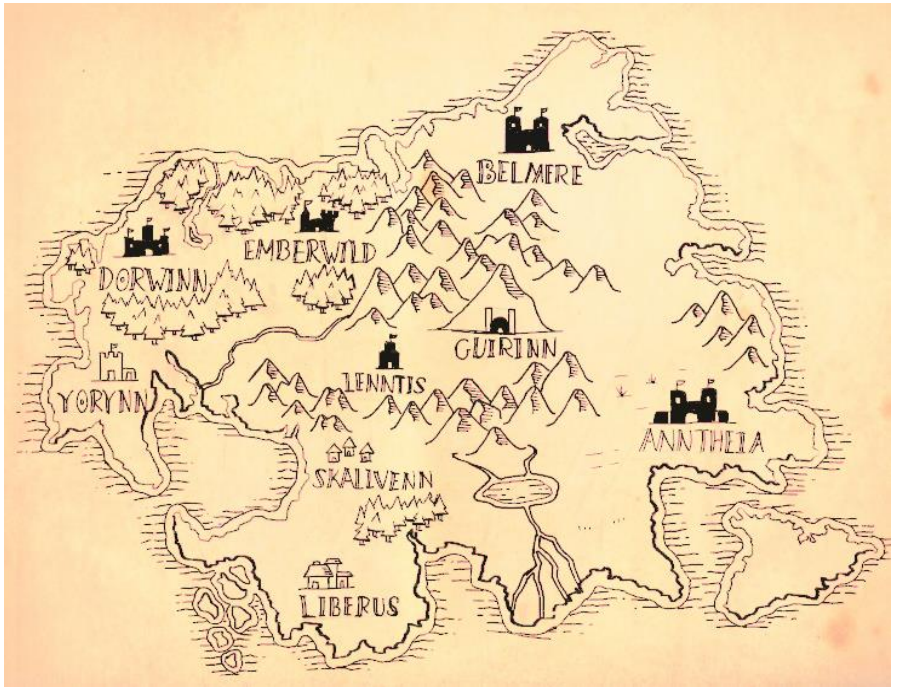 BELMERE
EMBERWILD
DORWINN
GUIRINN
LENNTIS
YORYNN
ANNTHEIA
SKALIVENN
LIBERUS